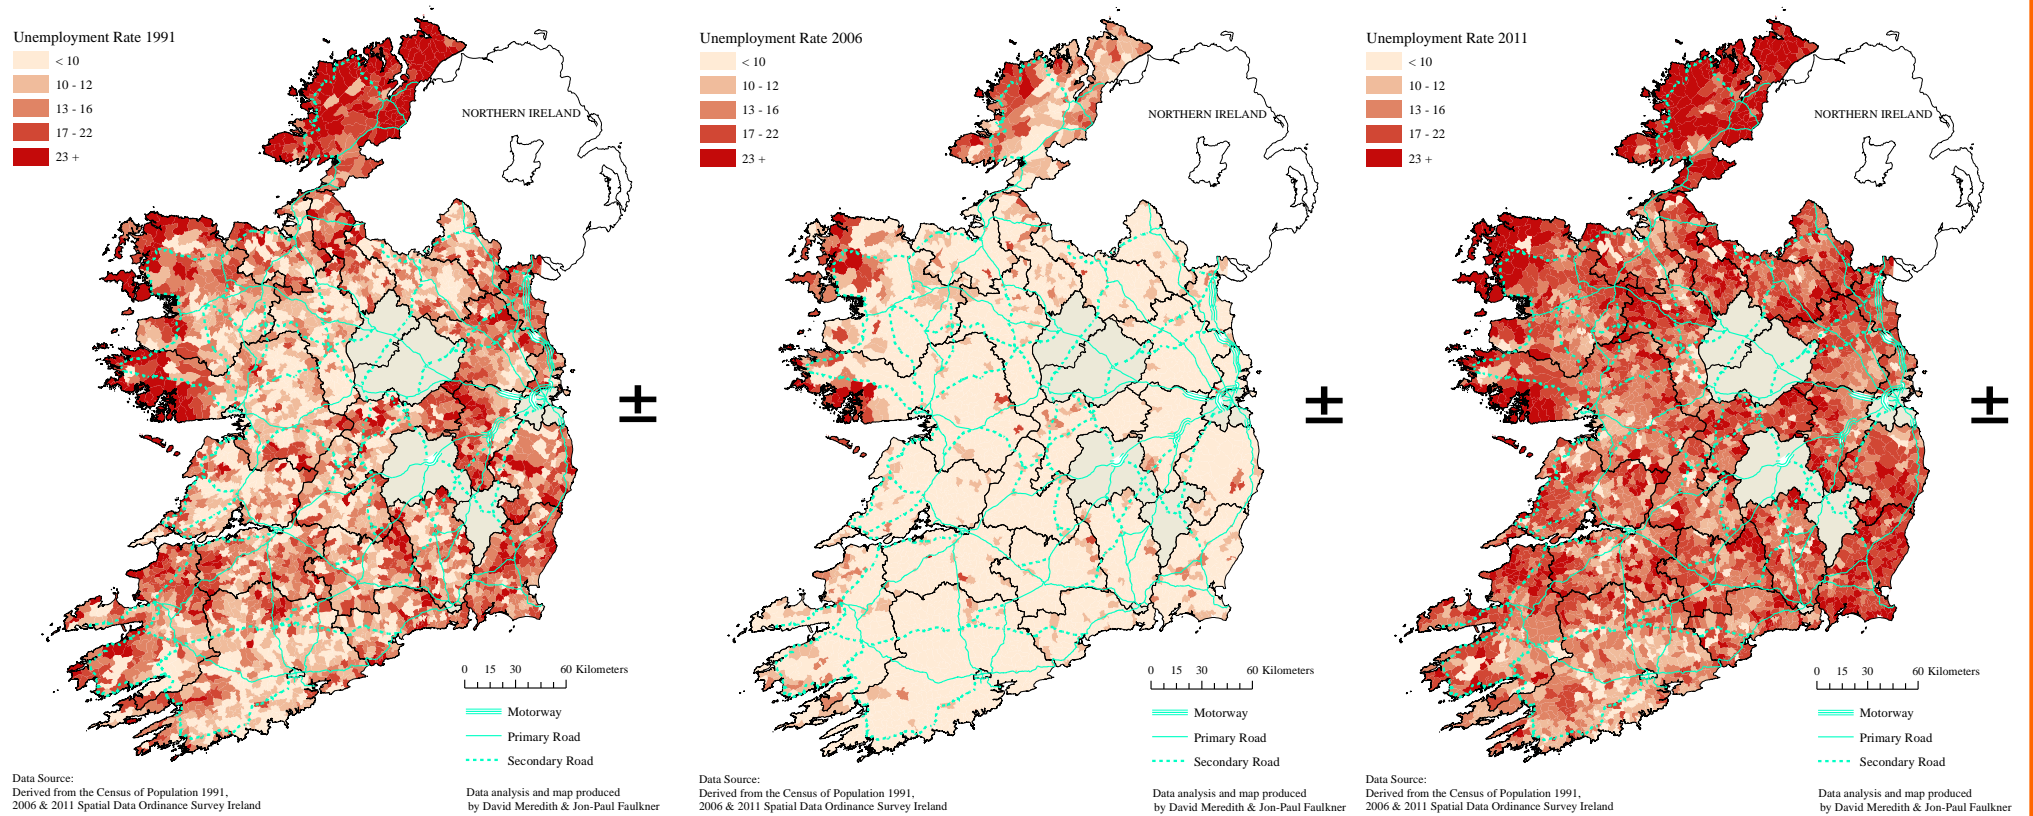 Unemployment Rate 1991
< 10
10 - 12
13 - 16
17 - 22
23 +
NORTHERN IRELAND
±
0 15 30 60 Kilometers
Motorway
Primary Road
Secondary Road
Data Source:
Derived from the Census of Population 1991,
2006 & 2011 Spatial Data Ordinance Survey Ireland
Data analysis and map produced
by David Meredith & Jon-Paul Faulkner
Unemployment Rate 2006
< 10
10 - 12
13 - 16
17 - 22
23 +
NORTHERN IRELAND
±
0 15 30 60 Kilometers
Motorway
Primary Road
Secondary Road
Data Source:
Derived from the Census of Population 1991,
2006 & 2011 Spatial Data Ordinance Survey Ireland
Data analysis and map produced
by David Meredith & Jon-Paul Faulkner
Unemployment Rate 2011
< 10
10 - 12
13 - 16
17 - 22
23 +
NORTHERN IRELAND
±
0 15 30 60 Kilometers
Motorway
Primary Road
Secondary Road
Data Source:
Derived from the Census of Population 1991,
2006 & 2011 Spatial Data Ordinance Survey Ireland
Data analysis and map produced
by David Meredith & Jon-Paul Faulkner